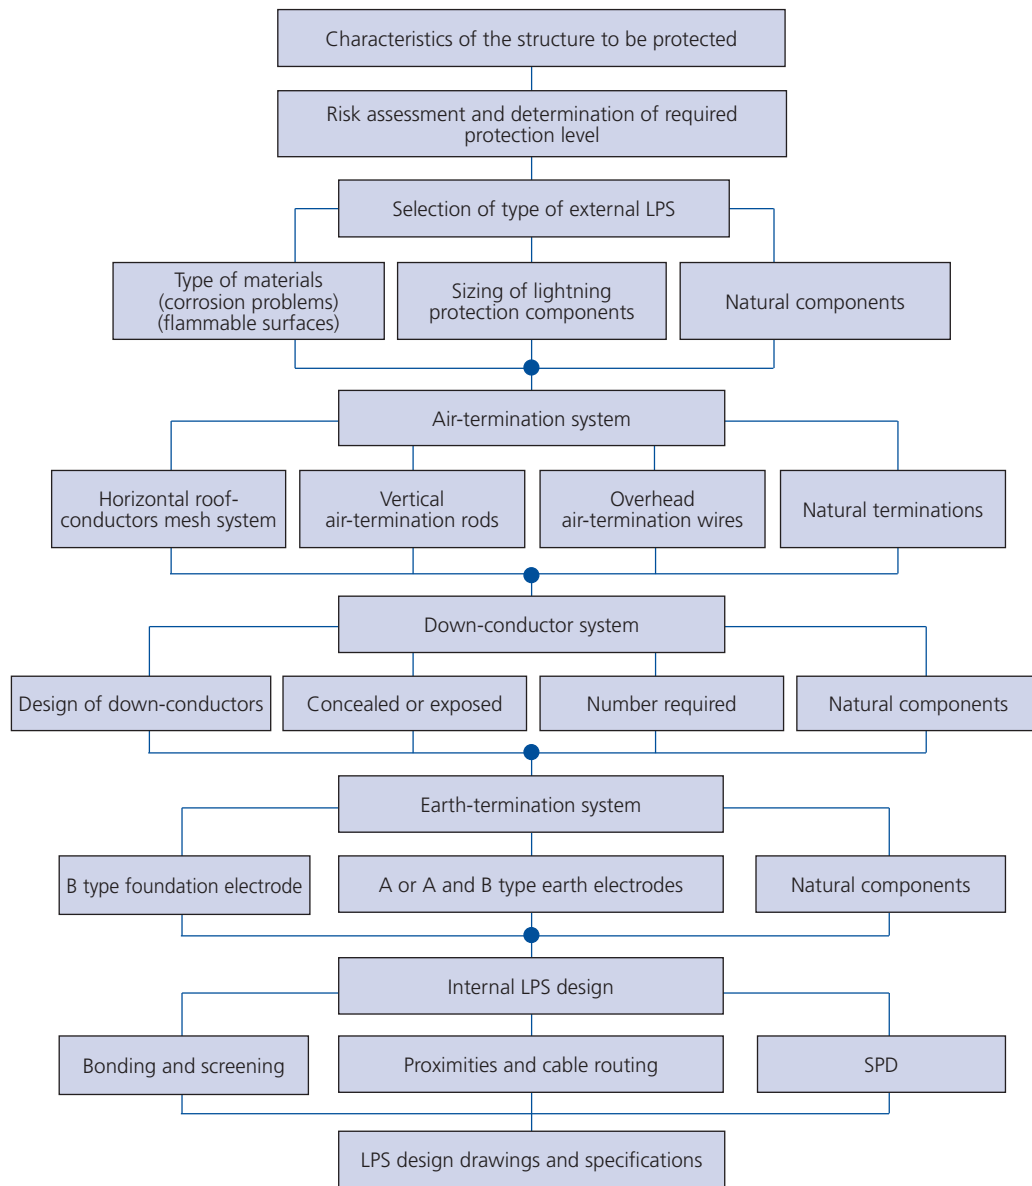 Characteristics of the structure to be protected
Risk assessment and determination of required
protection level
Selection of type of external LPS
Type of materials
(corrosion problems)
(flammable surfaces)
Sizing of lightning
protection components
Natural components
Air-termination system
Horizontal roof-
conductors mesh system
Vertical
air-termination rods
Overhead
air-termination wires
Natural terminations
Down-conductor system
Design of down-conductors
Concealed or exposed
Number required
Natural components
Earth-termination system
B type foundation electrode
A or A and B type earth electrodes
Natural components
Internal LPS design
Bonding and screening
Proximities and cable routing
SPD
LPS design drawings and specifications